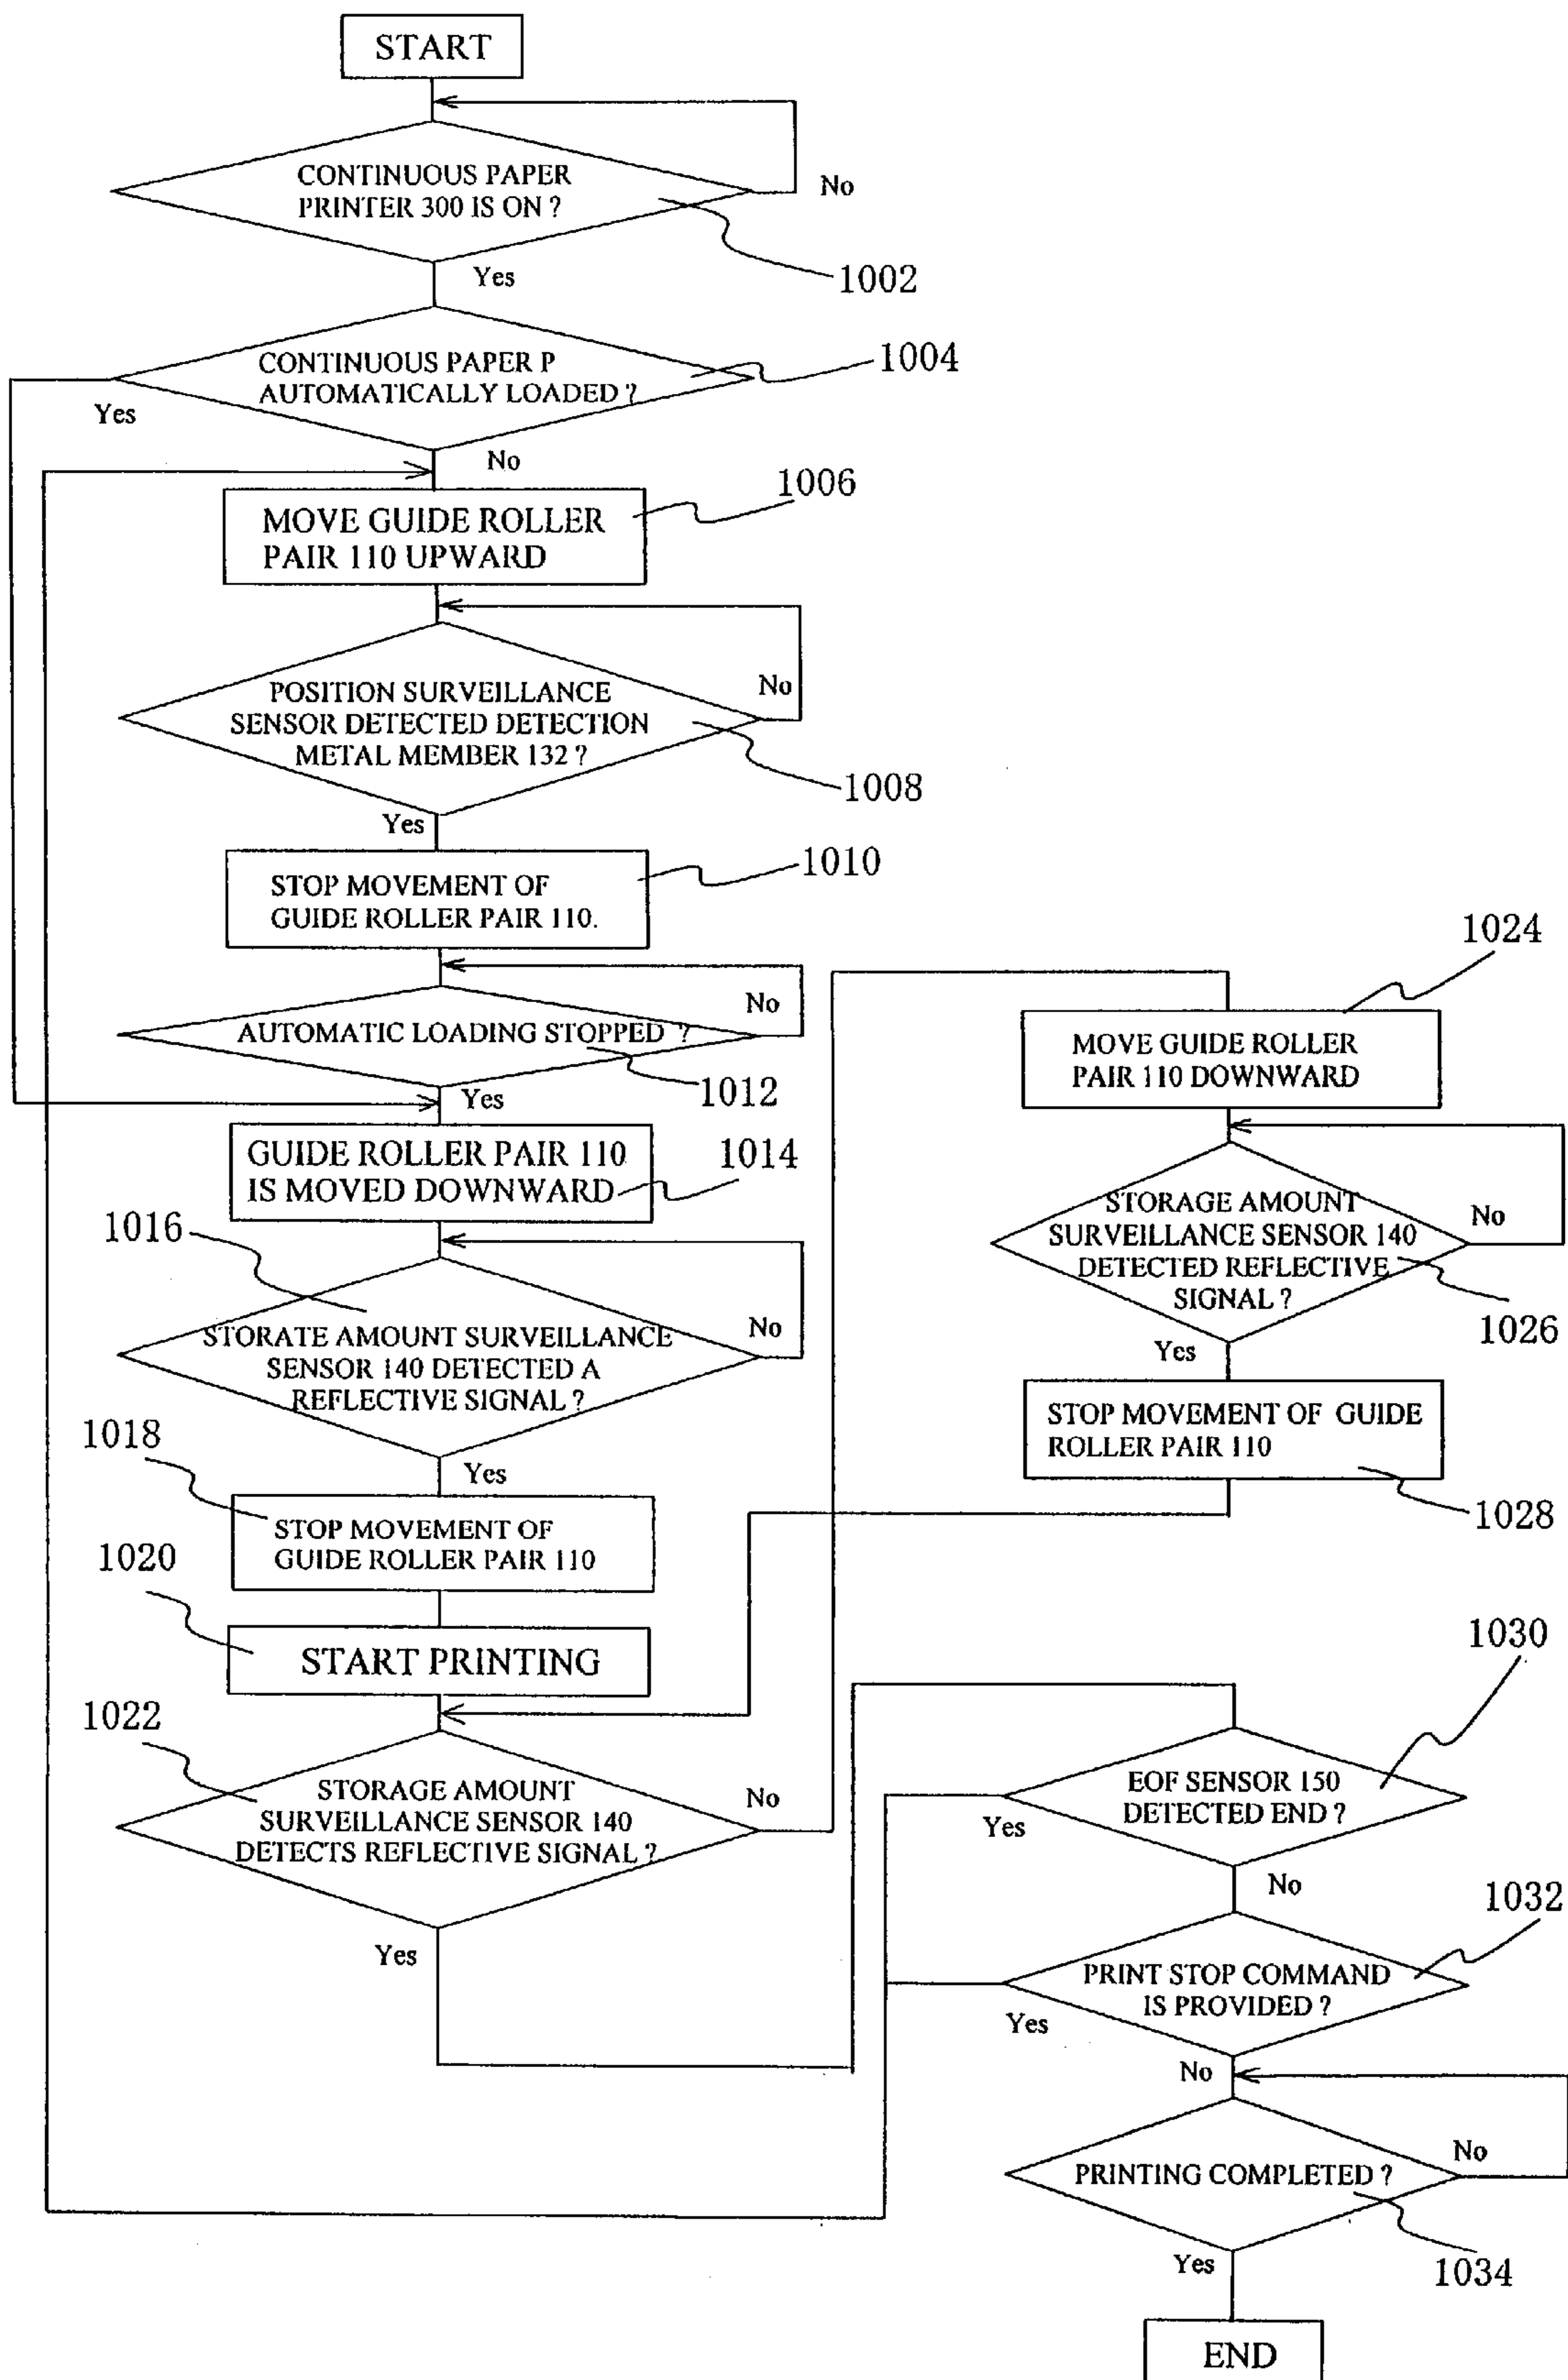 START
CONTINUOUS PAPER
PRINTER 300 IS ON ?
No
Yes
1002
CONTINUOUS PAPER P
AUTOMATICALLY LOADED ?
1004
Yes
No
1006
MOVE GUIDE ROLLER
PAIR 110 UPWARD
POSITION SURVEILLANCE
SENSOR DETECTED DETECTION
METAL MEMBER 132 ?
No
1008
Yes
1010
STOP MOVEMENT OF
GUIDE ROLLER PAIR 110.
No
AUTOMATIC LOADING STOPPED ?
1012
Yes
GUIDE ROLLER PAIR 110
IS MOVED DOWNWARD
1014
1016
STORATE AMOUNT SURVEILLANCE
SENSOR 140 DETECTED A
REFLECTIVE SIGNAL ?
No
1018
Yes
STOP MOVEMENT OF
GUIDE ROLLER PAIR 110
1020
START PRINTING
1022
STORAGE AMOUNT
SURVEILLANCE SENSOR 140
DETECTS REFLECTIVE SIGNAL ?
No
Yes
1024
MOVE GUIDE ROLLER
PAIR 110 DOWNWARD
STORAGE AMOUNT
SURVEILLANCE SENSOR 140
DETECTED REFLECTIVE
SIGNAL ?
No
1026
Yes
STOP MOVEMENT OF GUIDE
ROLLER PAIR 110
1028
1030
EOF SENSOR 150
DETECTED END ?
Yes
No
1032
PRINT STOP COMMAND
IS PROVIDED ?
Yes
No
PRINTING COMPLETED ?
No
1034
Yes
END